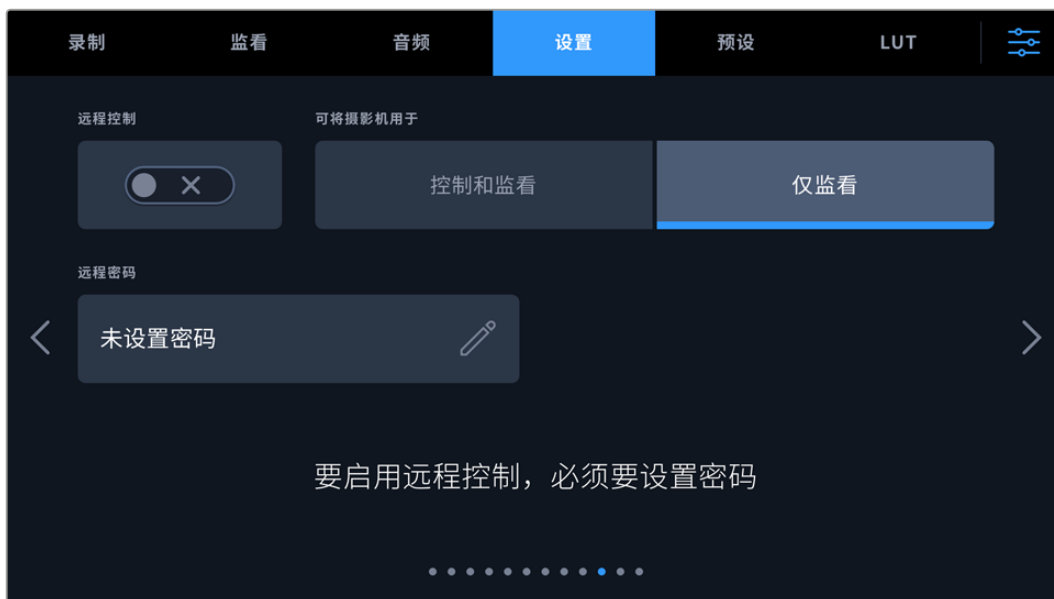 录制 监看 音频 设置 预设 LUT
远程控制 可将摄影机用于
控制和监看 仅监看
远程密码
未设置密码
要启用远程控制，必须要设置密码